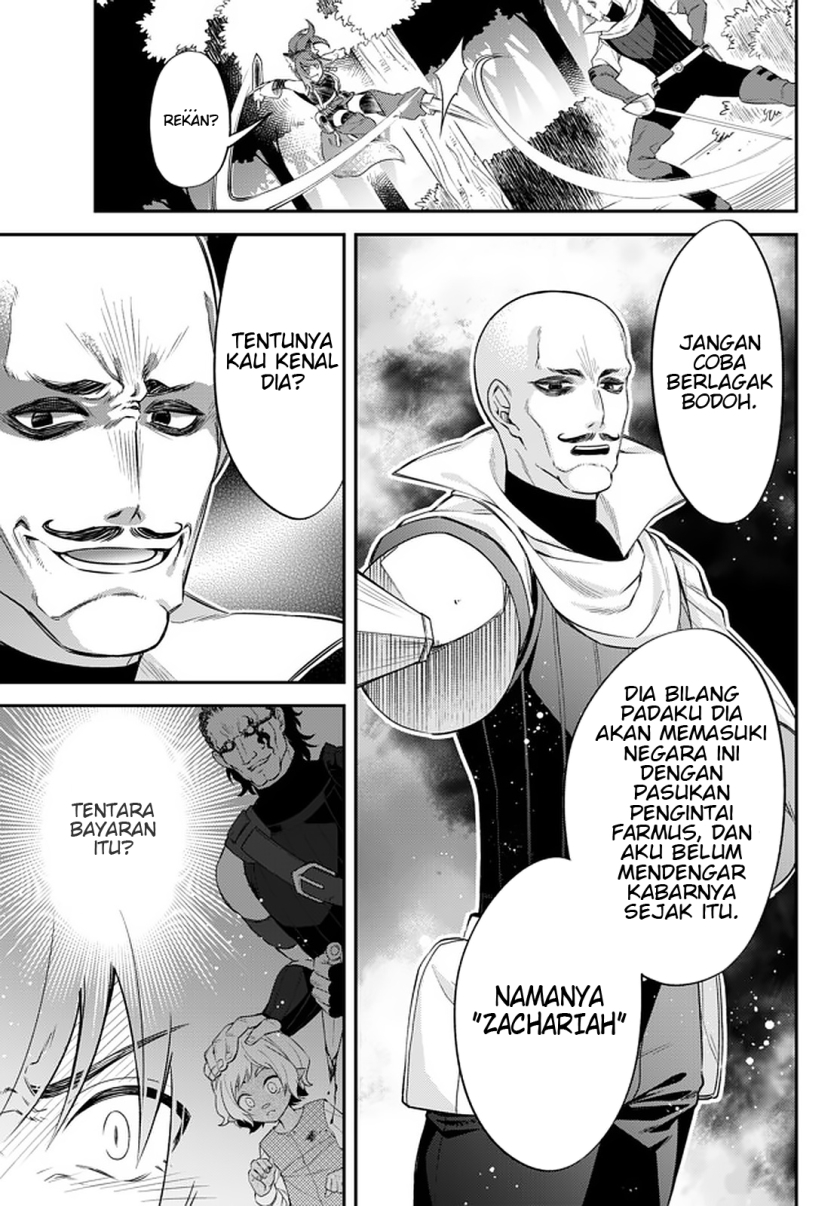 ...
REKAN?
JANGAN
COBA
BERLAGAK
BODOH.
DIA BILANG
PADAKU DIA
AKAN MEMASUKI
NEGARA INI
DENGAN
PASUKAN
PENGINTAI
FARMUS, DAN
AKU BELUM
MENDENGAR
KABARNYA
SEJAK ITU.
NAMANYA
"ZACHARIAH"
TENTUNYA
KAU KENAL
DIA?
TENTARA
BAYARAN
ITU?